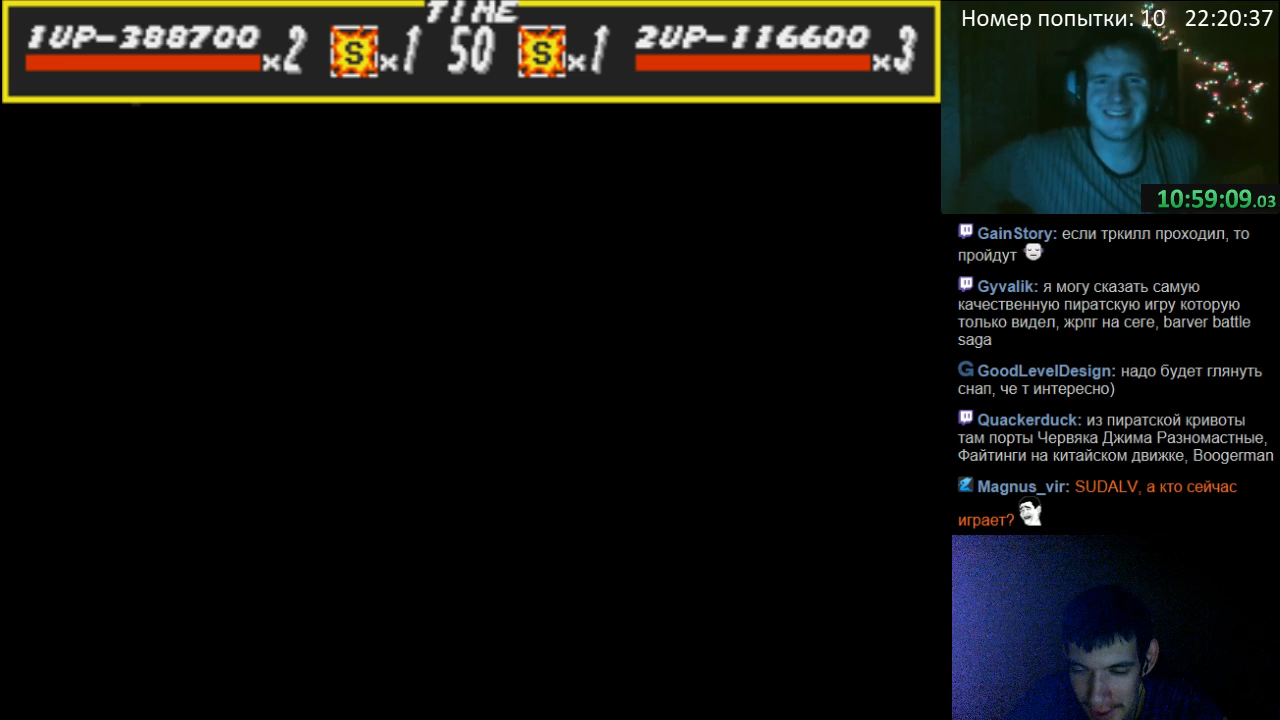 TIME
1UP-388700 ×2 S×1 50 S×1 2UP-116600 ×3
Номер попытки: 10 22:20:37
10:59:09.03
GainStory: если тркилл проходил, то
пройдут
Gyvalik: я могу сказать самую
качественную пиратскую игру которую
только видел, жрпг на сеге, barver battle
saga
GoodLevelDesign: надо будет глянуть
снап, че т интересно)
Quackerduck: из пиратской кривоты
там порты Червяка Джима Разномастные,
Файтинги на китайском движке, Boogerman
Magnus_vir: SUDALV, а кто сейчас
играет?